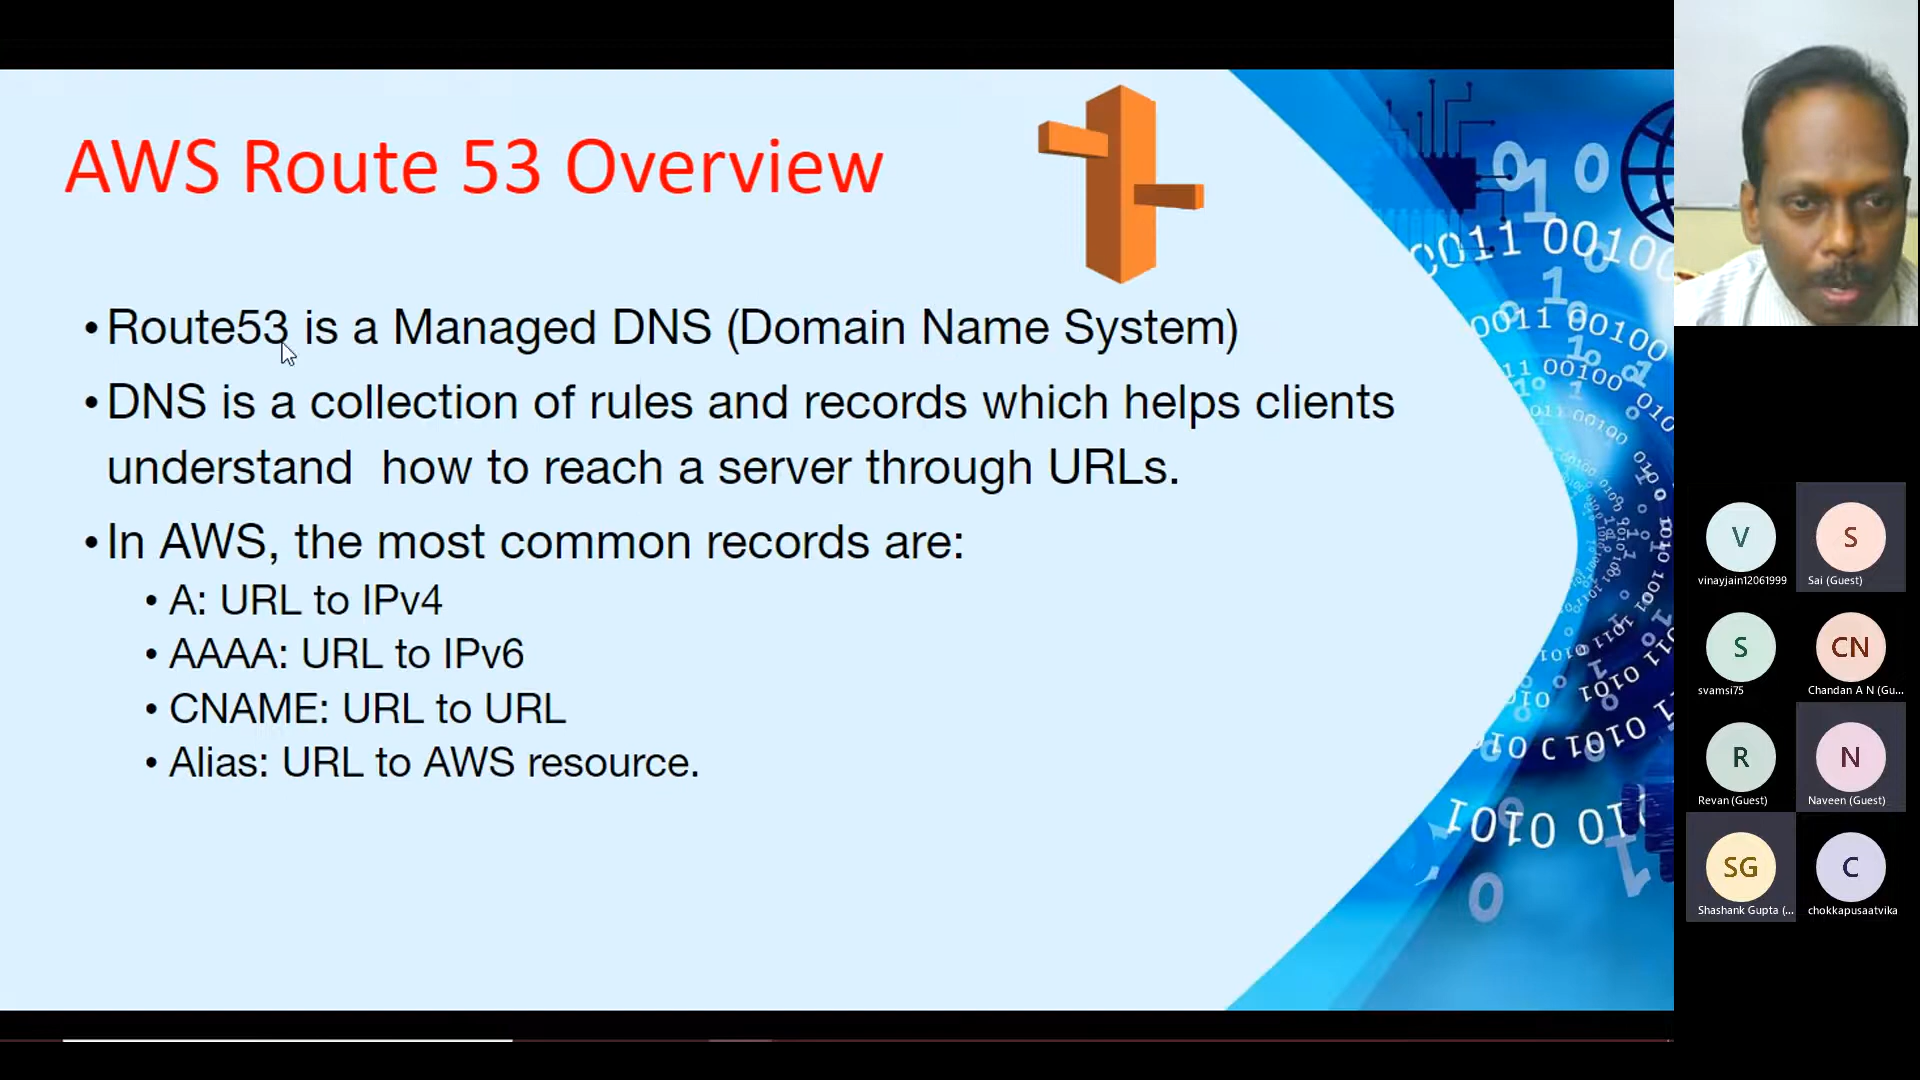 AWS Route 53 Overview
•Route53 is a Managed DNS (Domain Name System)
•DNS is a collection of rules and records which helps clients
understand  how to reach a server through URLs.
•In AWS, the most common records are:
• A: URL to IPv4
• AAAA: URL to IPv6
• CNAME: URL to URL
• Alias: URL to AWS resource.
V
vinayjain12061999
S
Sai (Guest)
S
svamsi75
CN
Chandan A N (Gu...
R
Revan (Guest)
N
Naveen (Guest)
SG
Shashank Gupta (...
C
chokkapusaatvika